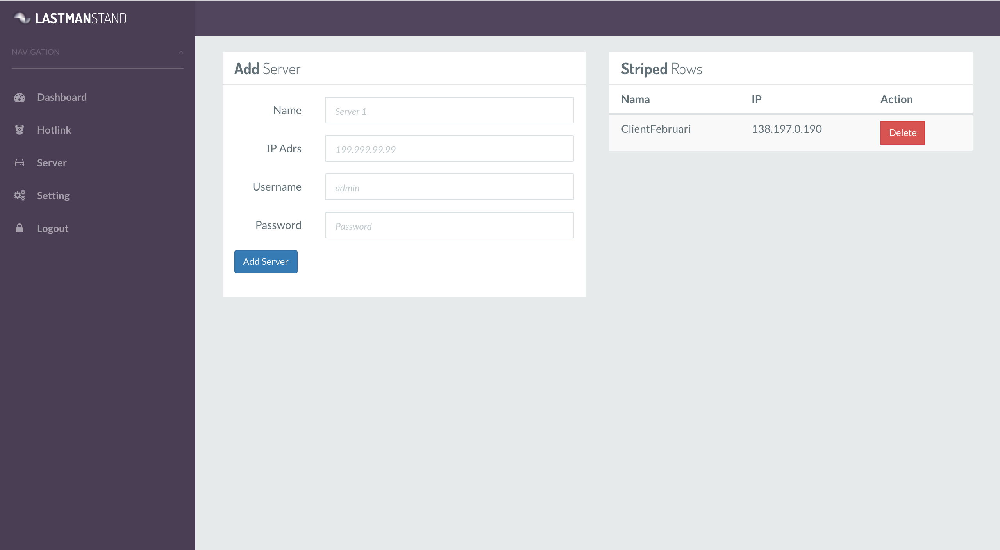 LASTMANSTAND
NAVIGATION
Dashboard
Hotlink
Server
Setting
Logout
Add Server
Name
Server 1
IP Adrs
199.999.99.99
Username
admin
Password
Password
Add Server
Striped Rows
Nama IP Action
ClientFebruari 138.197.0.190 Delete